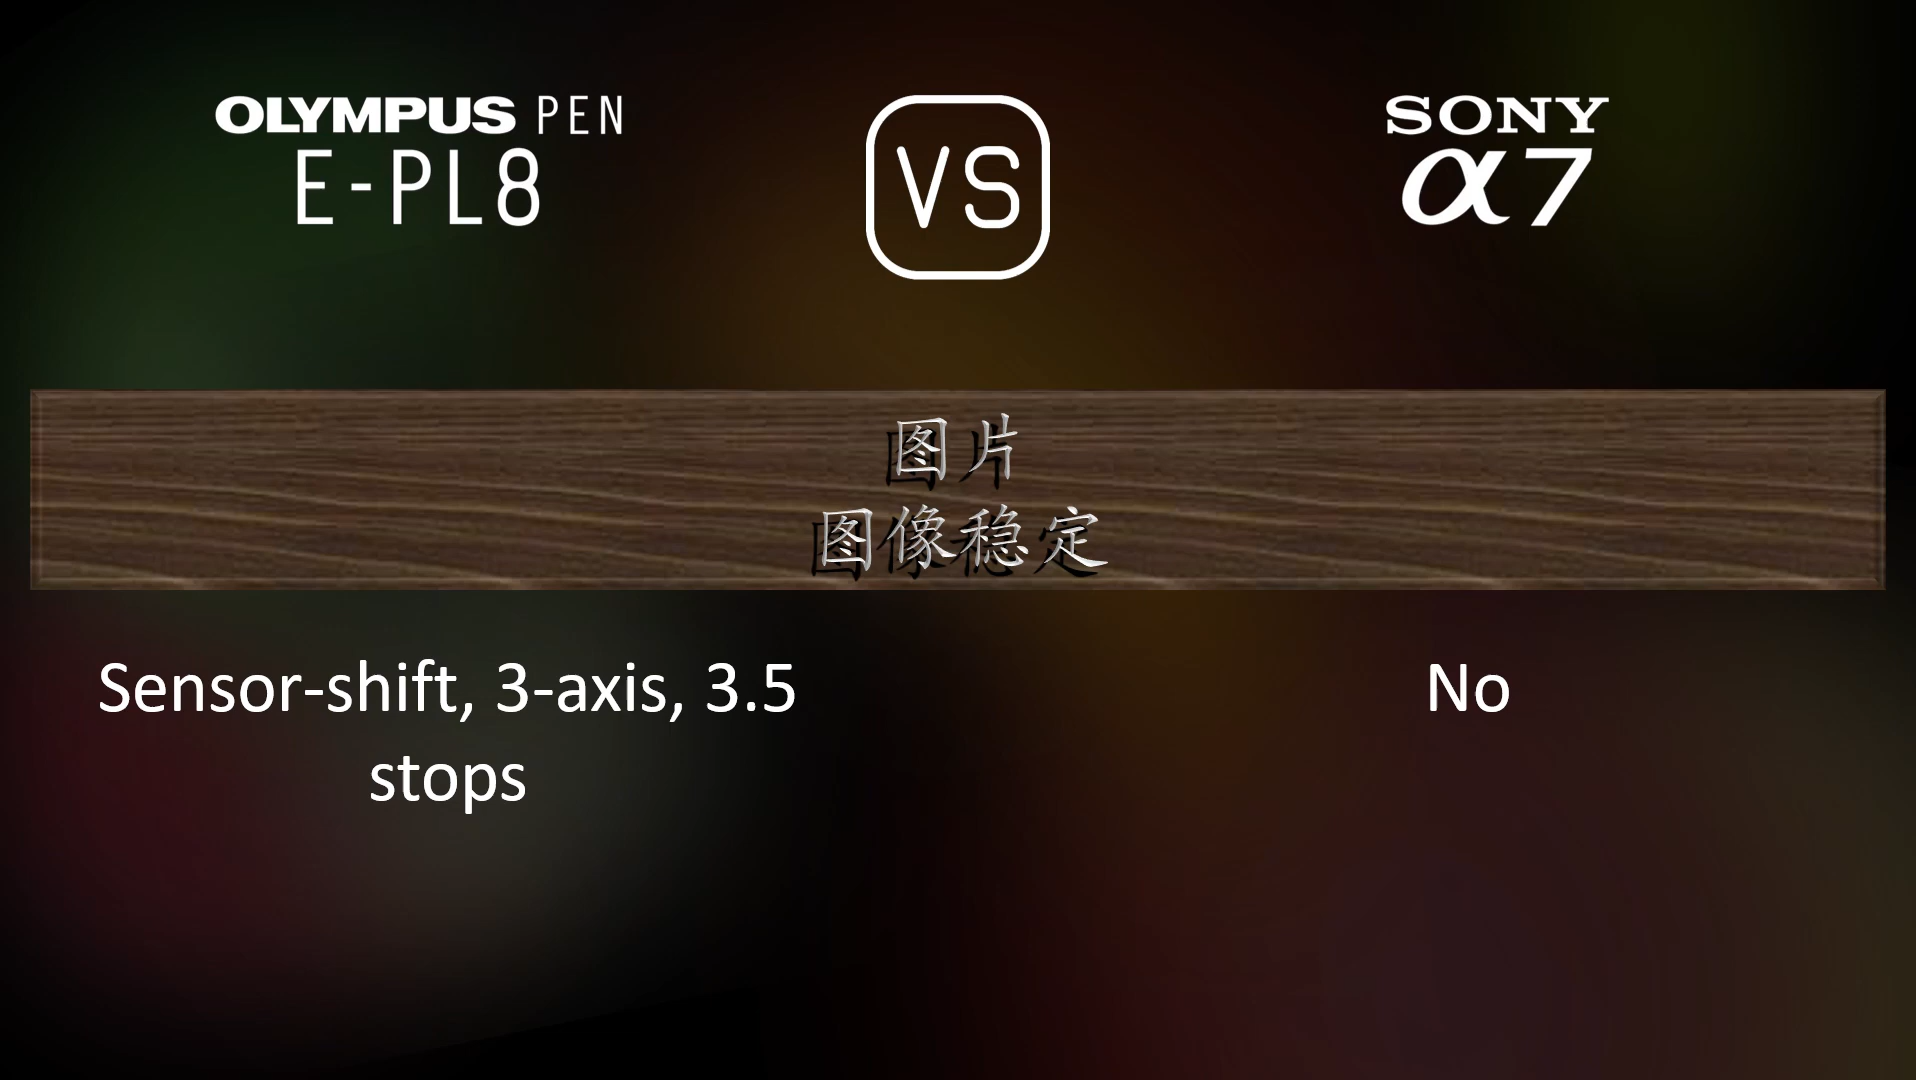 OLYMPUS PEN
E-PL8
VS
SONY
α7
图片
图像稳定
Sensor-shift, 3-axis, 3.5
stops
No